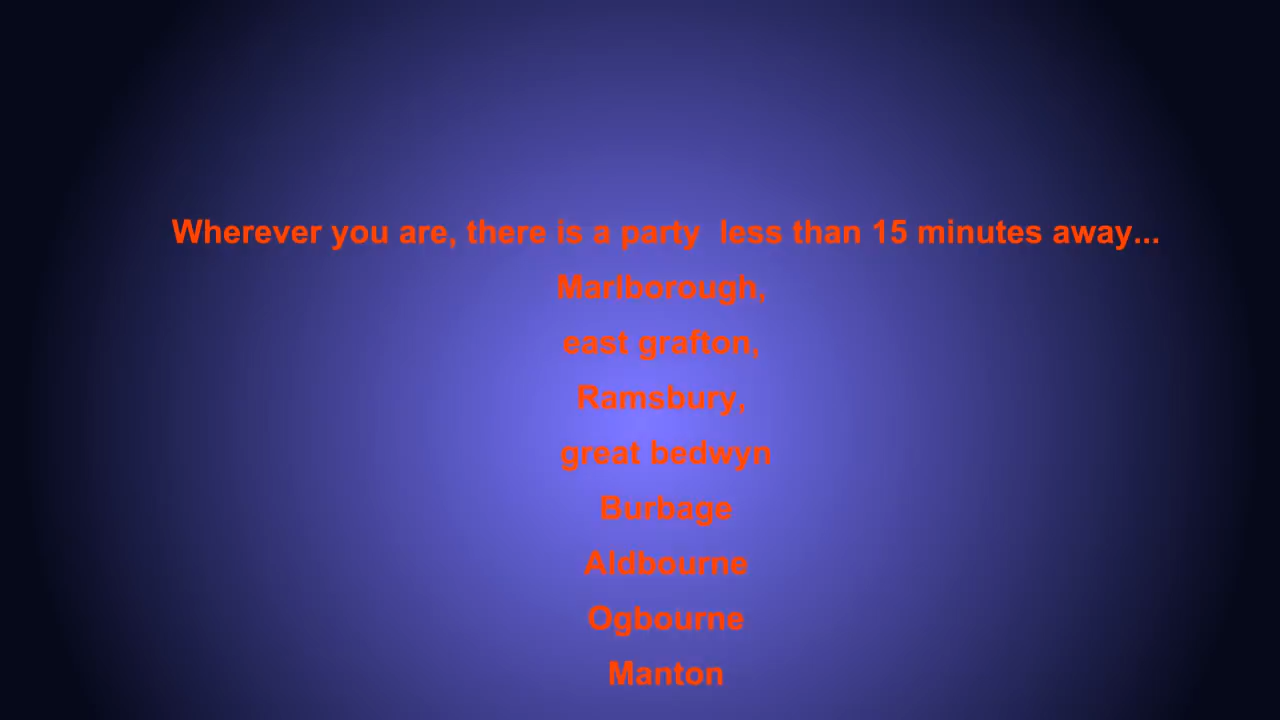 Wherever you are, there is a party  less than 15 minutes away...
Marlborough,
east grafton,
Ramsbury,
great bedwyn
Burbage
Aldbourne
Ogbourne
Manton